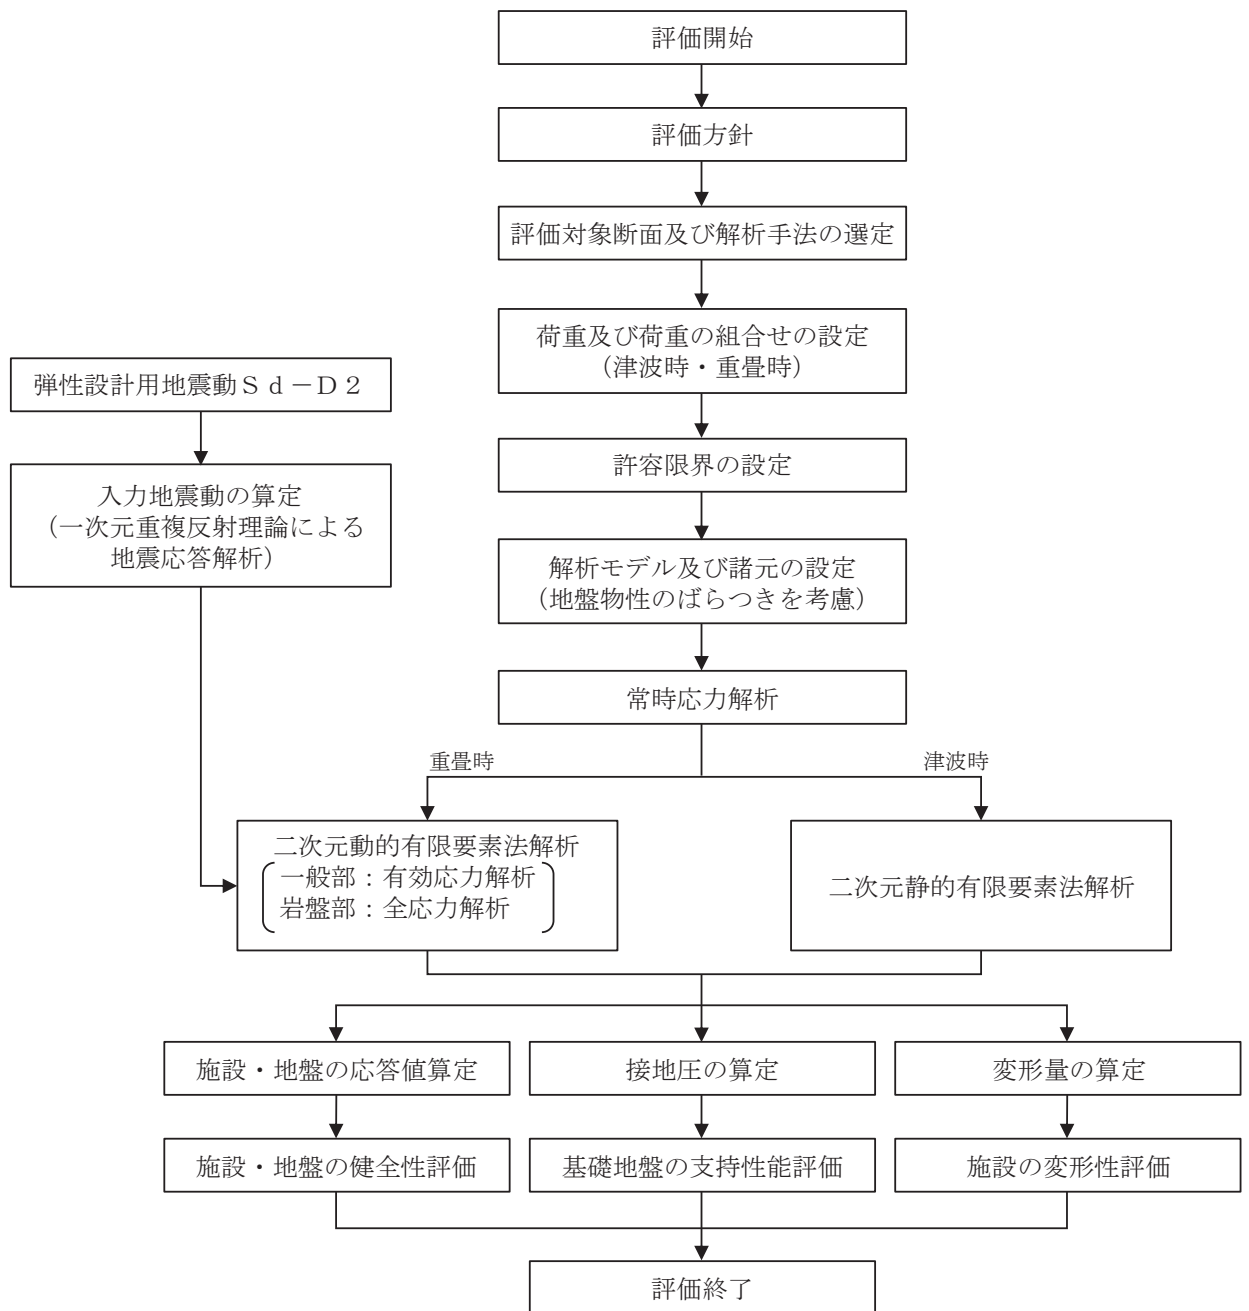 評価開始
評価方針
評価対象断面及び解析手法の選定
荷重及び荷重の組合せの設定
（津波時・重畳時）
弾性設計用地震動Ｓｄ－Ｄ２
許容限界の設定
入力地震動の算定
（一次元重複反射理論による
地震応答解析）
解析モデル及び諸元の設定
（地盤物性のばらつきを考慮）
常時応力解析
重畳時
津波時
二次元動的有限要素法解析
一般部：有効応力解析
岩盤部：全応力解析
二次元静的有限要素法解析
施設・地盤の応答値算定
接地圧の算定
変形量の算定
施設・地盤の健全性評価
基礎地盤の支持性能評価
施設の変形性評価
評価終了